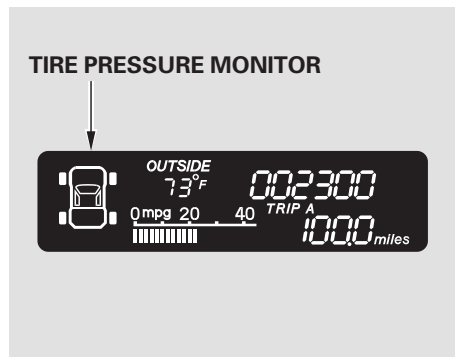 TIRE PRESSURE MONITOR
OUTSIDE
73°F
002300
0 mpg 20 40
TRIP A
100.0 miles